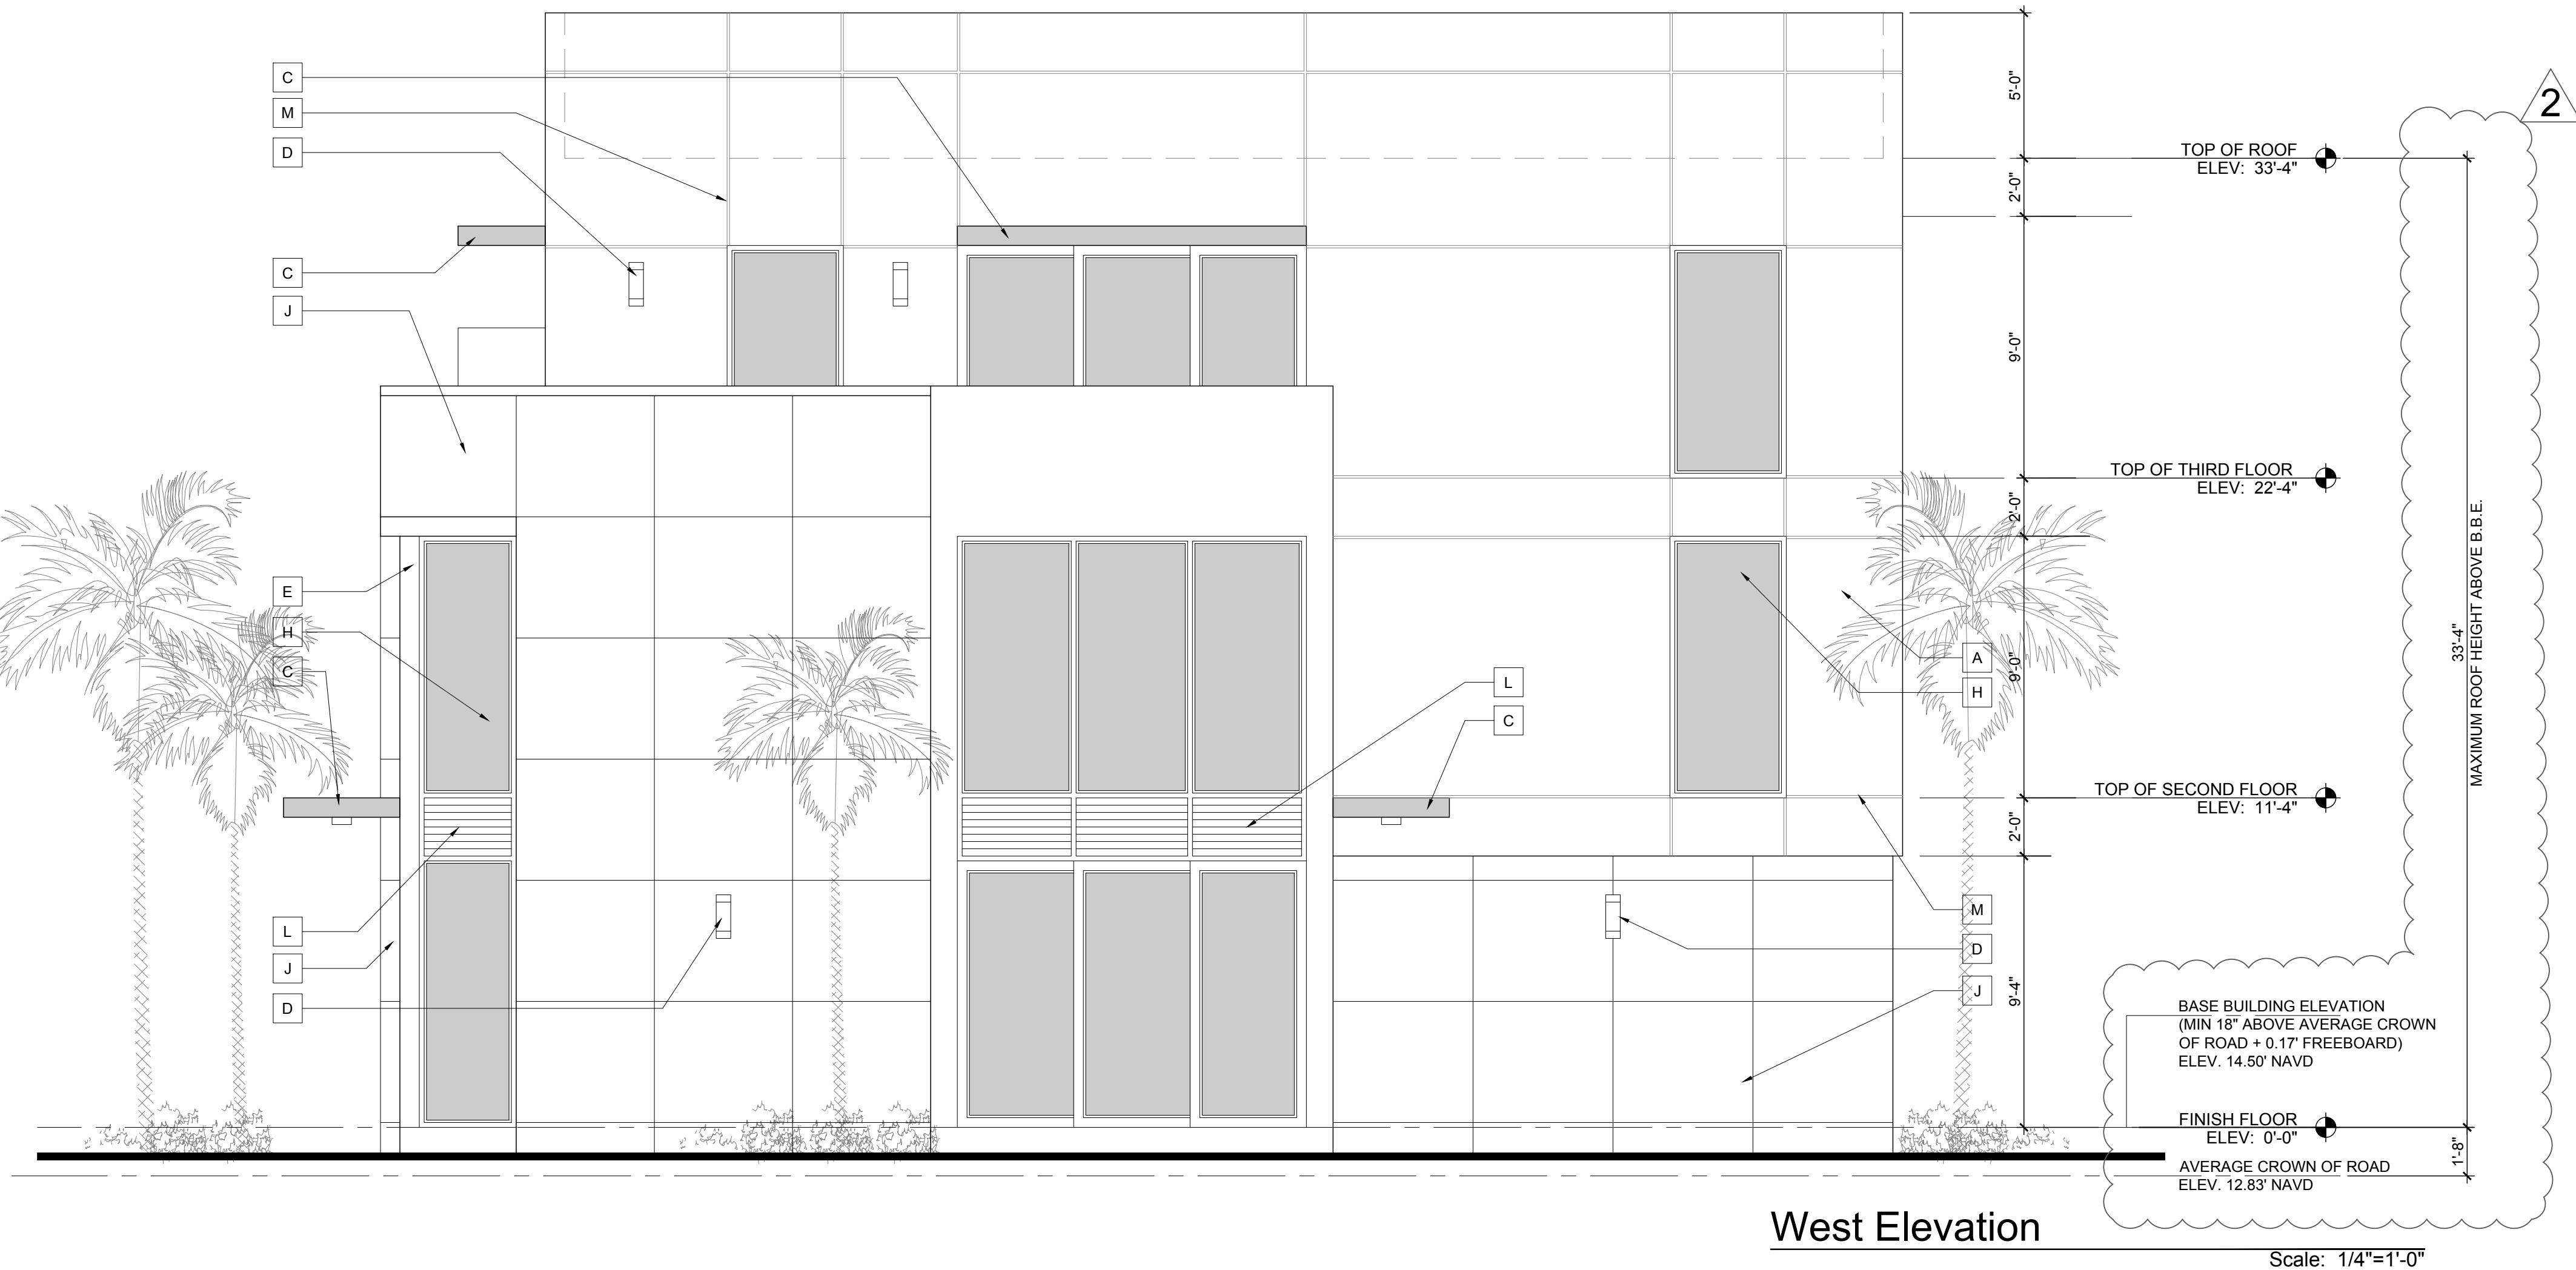 C
M
D
C
J
E
H
C
L
J
D
L
C
A
H
M
D
J
5'-0"
2'-0"
9'-0"
2'-0"
9'-0"
2'-0"
9'-4"
2
TOP OF ROOF
ELEV: 33'-4"
TOP OF THIRD FLOOR
ELEV: 22'-4"
TOP OF SECOND FLOOR
ELEV: 11'-4"
33'-4"
MAXIMUM ROOF HEIGHT ABOVE B.B.E.
BASE BUILDING ELEVATION
(MIN 18" ABOVE AVERAGE CROWN
OF ROAD + 0.17' FREEBOARD)
ELEV. 14.50' NAVD
FINISH FLOOR
ELEV: 0'-0"
1'-8"
AVERAGE CROWN OF ROAD
ELEV. 12.83' NAVD
West Elevation
Scale: 1/4"=1'-0"